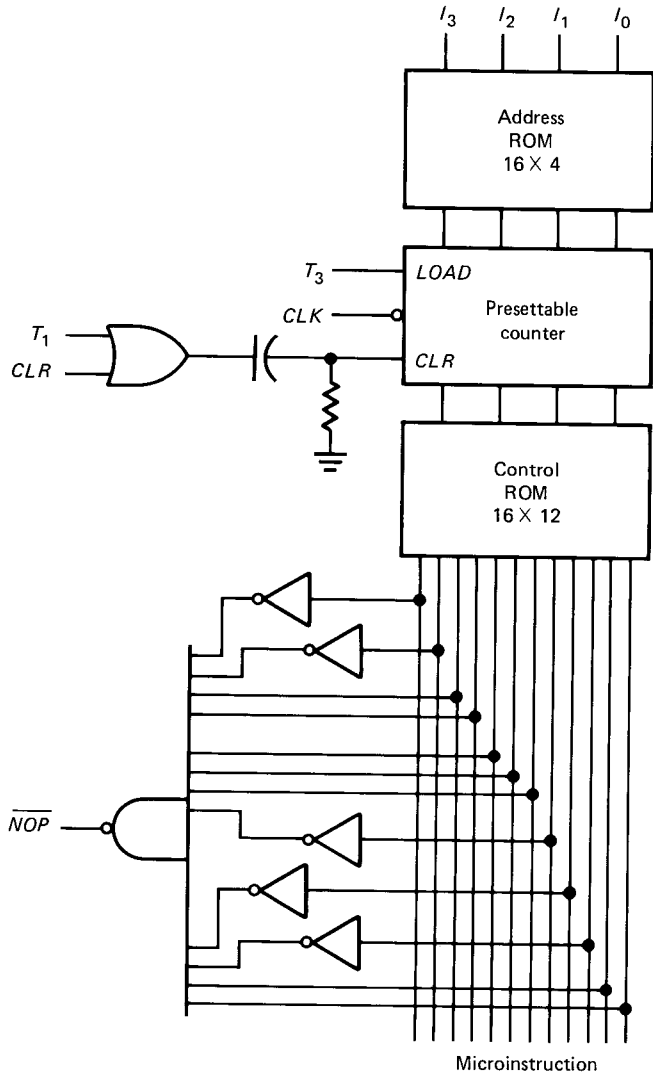 I₃ I₂ I₁ I₀
Address
ROM
16 × 4
T₃ LOAD
CLK Presettable
counter
T₁
CLR CLR
Control
ROM
16 × 12
N̅O̅P̅
Microinstruction